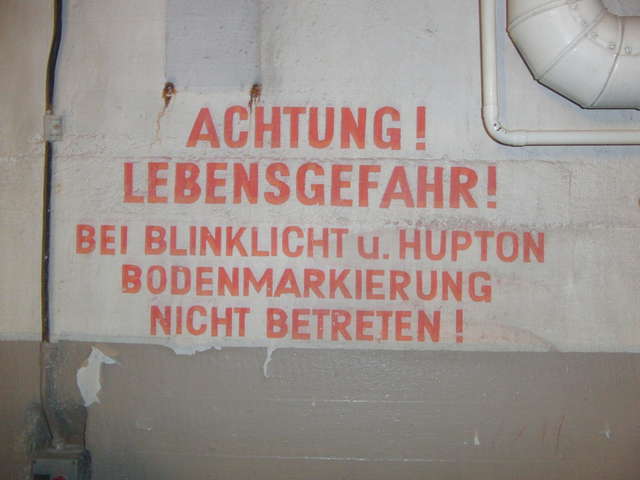 ACHTUNG!
LEBENSGEFAHR!
BEI BLINKLICHT u. HUPTON
BODENMARKIERUNG
NICHT BETRETEN!